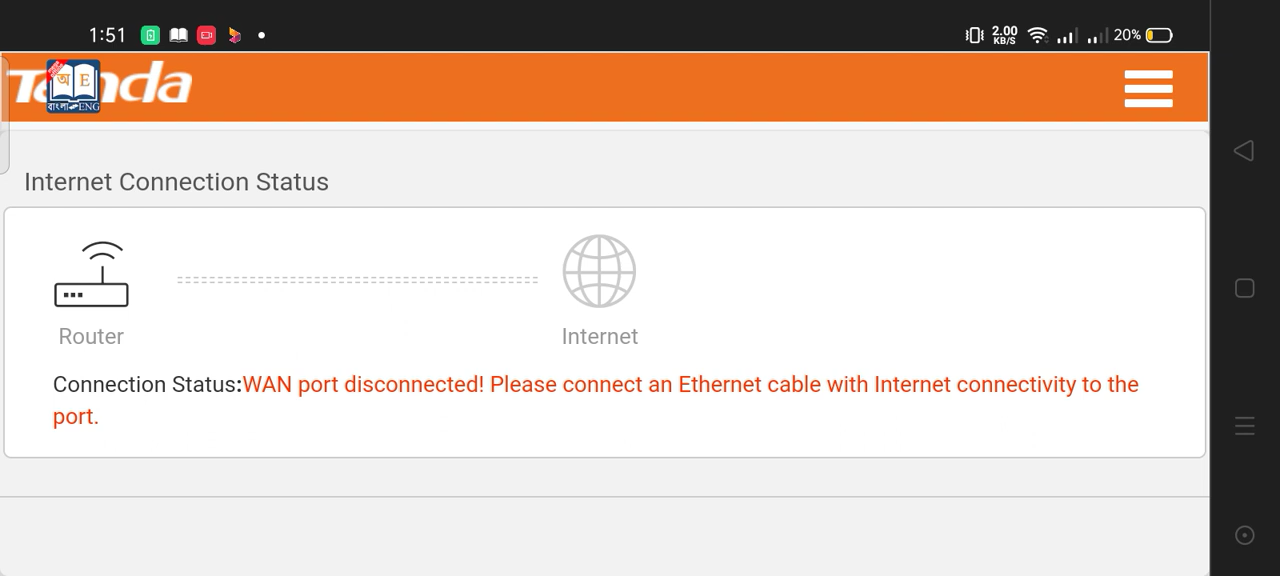 1:51 2.00 KB/S 20%
অ E
বাংলা ENG
Internet Connection Status
Router Internet
Connection Status:WAN port disconnected! Please connect an Ethernet cable with Internet connectivity to the
port.